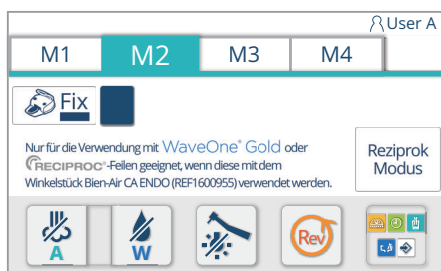 User A
M1 M2 M3 M4
Fix
Nur für die Verwendung mit WaveOne® Gold oder
RECIPROC®-Feilen geeignet, wenn diese mit dem
Winkelstück Bien-Air CA ENDO (REF1600955) verwendet werden.
Reziprok
Modus
A W Rev